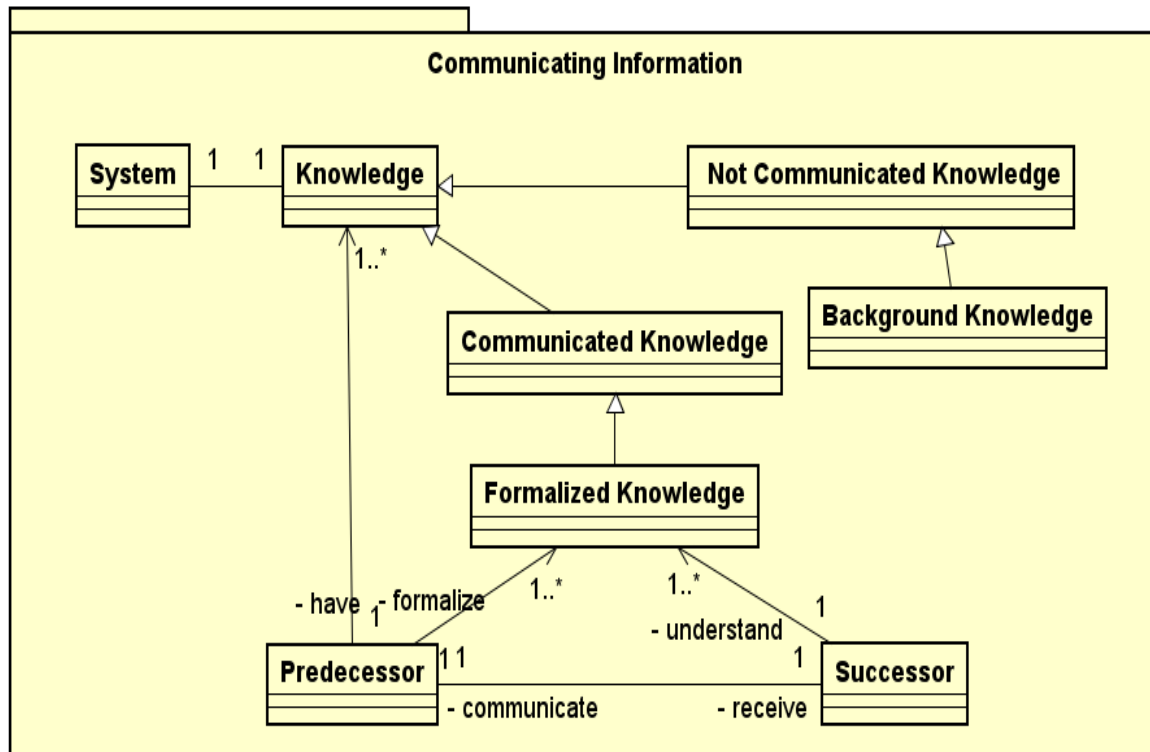 Communicating Information
System
1
1
Knowledge
Not Communicated Knowledge
1..*
Background Knowledge
Communicated Knowledge
Formalized Knowledge
1..*
1..*
- have
1
- formalize
1
- understand
Predecessor
1
1
1
Successor
- communicate
- receive